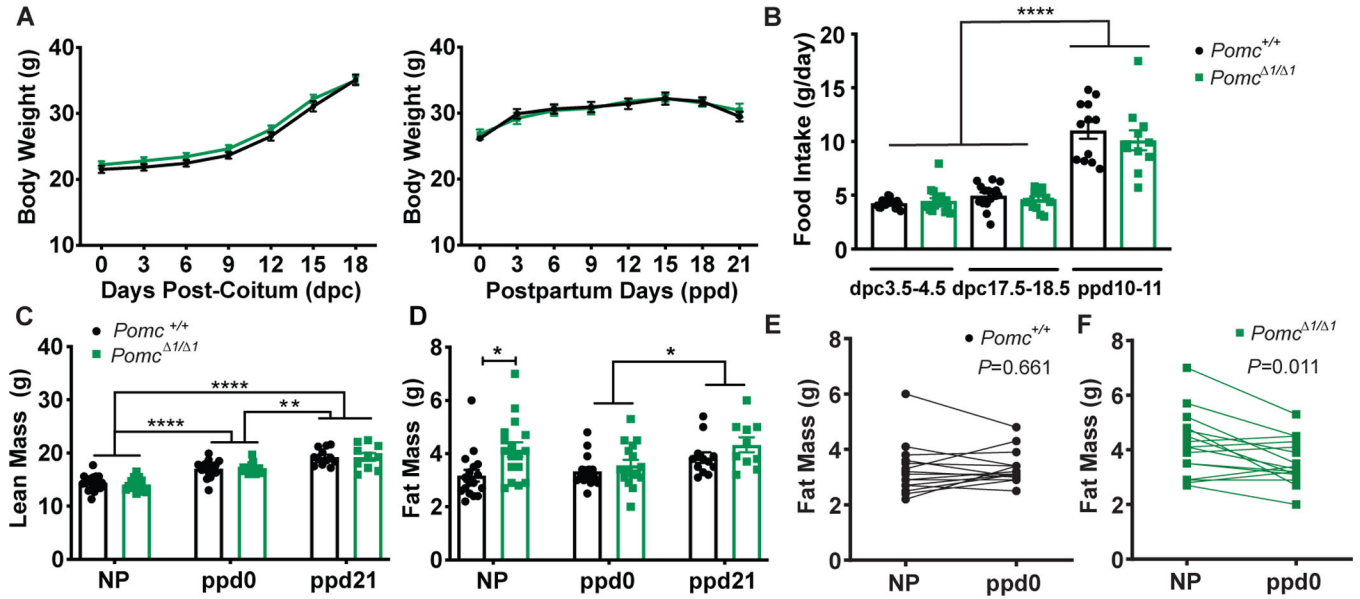 A
Body Weight (g)
40
30
20
10
0 3 6 9 12 15 18
Days Post-Coitum (dpc)
Body Weight (g)
40
30
20
10
0 3 6 9 12 15 18 21
Postpartum Days (ppd)
B
****
Pomc+/+
PomcΔ1/Δ1
Food Intake (g/day)
20
15
10
5
0
dpc3.5-4.5 dpc17.5-18.5 ppd10-11
C
Pomc +/+
PomcΔ1/Δ1
Lean Mass (g)
40
30
20
10
0
****
****
**
NP ppd0 ppd21
D
Fat Mass (g)
8
6
4
2
0
*
*
NP ppd0 ppd21
E
Pomc+/+
P=0.661
Fat Mass (g)
8
6
4
2
0
NP ppd0
F
PomcΔ1/Δ1
P=0.011
Fat Mass (g)
8
6
4
2
0
NP ppd0